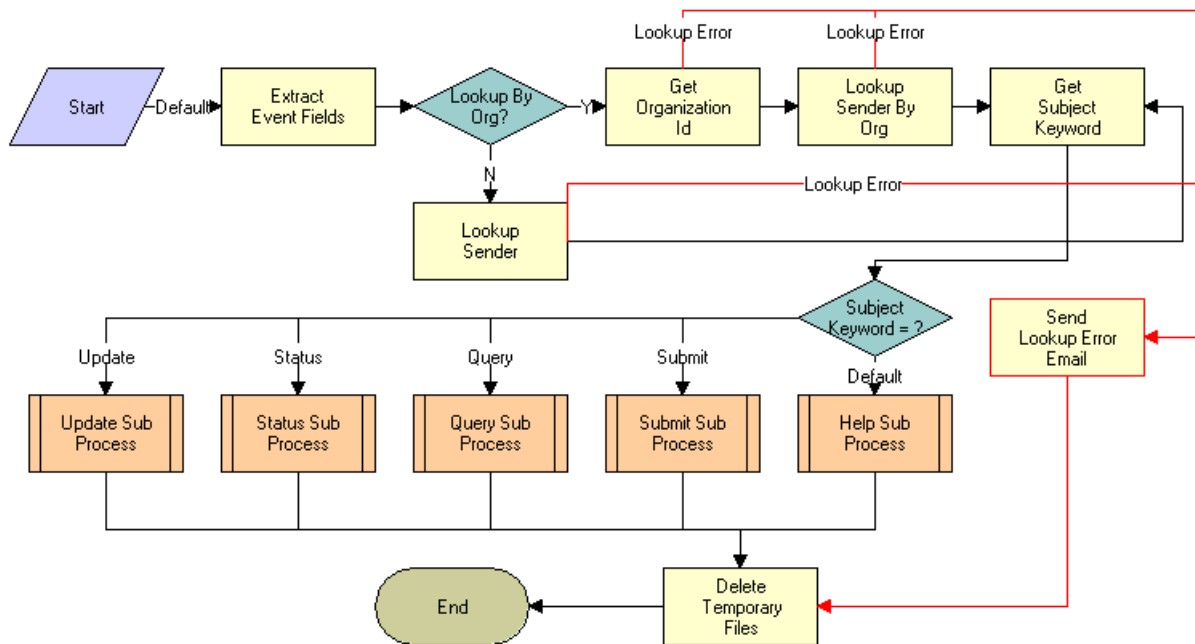 Lookup Error
Lookup Error
Start
Default
Extract
Event Fields
Lookup By
Org?
Y
Get
Organization
Id
Lookup
Sender By
Org
Get
Subject
Keyword
N
Lookup Error
Lookup
Sender
Subject
Keyword = ?
Send
Lookup Error
Email
Update
Status
Query
Submit
Default
Update Sub
Process
Status Sub
Process
Query Sub
Process
Submit Sub
Process
Help Sub
Process
End
Delete
Temporary
Files